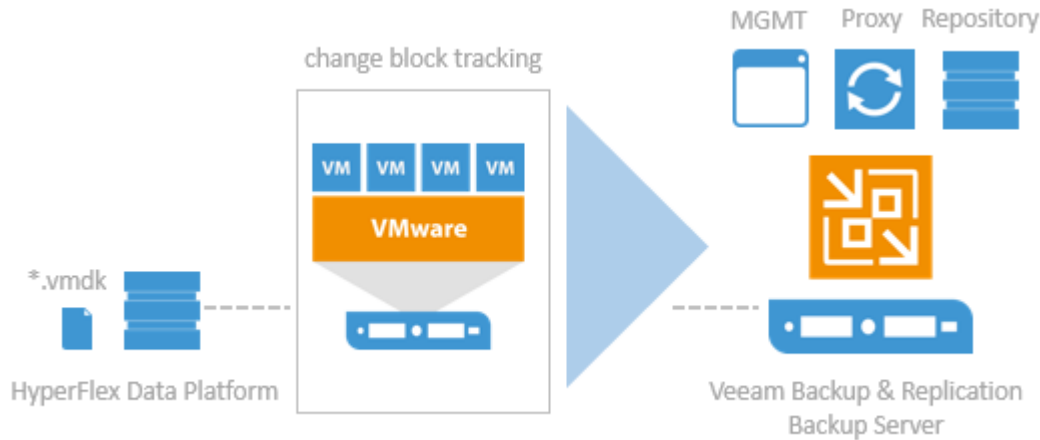 MGMT Proxy Repository
change block tracking
VM VM VM VM
VMware
*.vmdk
HyperFlex Data Platform
Veeam Backup & Replication
Backup Server